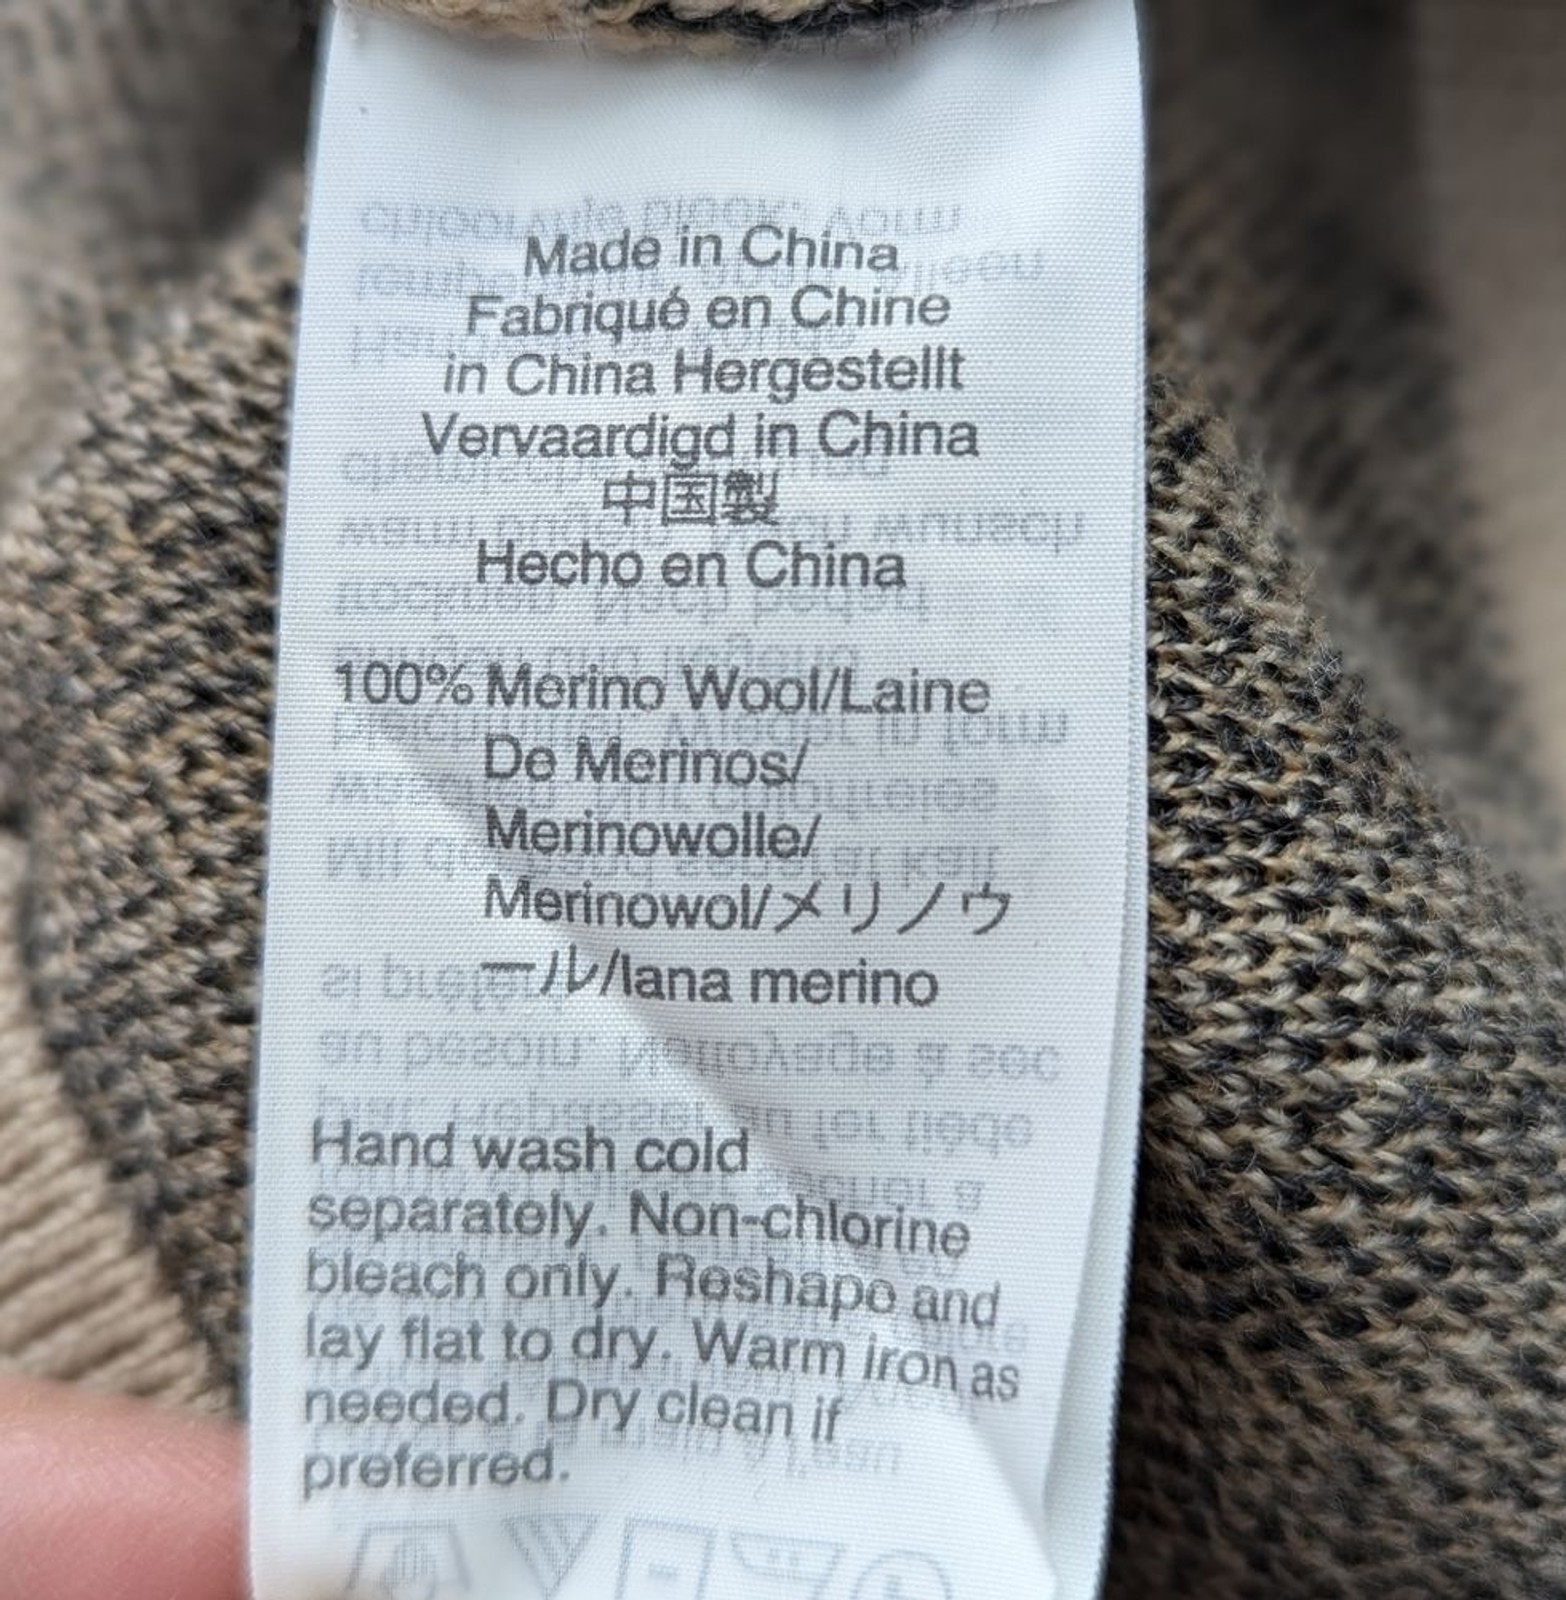 Made in China
Fabriqué en Chine
in China Hergestellt
Vervaardigd in China
中国製
Hecho en China
100% Merino Wool/Laine
De Merinos/
Merinowolle/
Merinowol/メリノウ
ール/lana merino
Hand wash cold
separately. Non-chlorine
bleach only. Reshape and
lay flat to dry. Warm iron as
needed. Dry clean if
preferred.